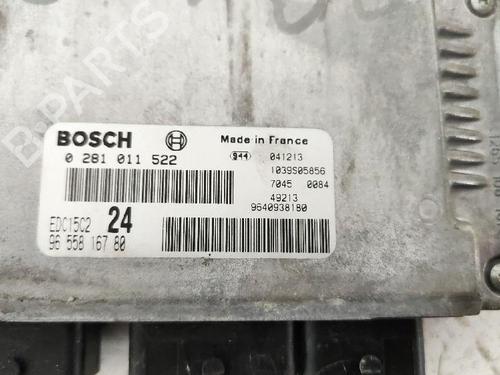 BOSCH
Made in France
0 281 011 522
944 041213
1039S05856
7045 0084
49213
9640938180
EDC15C2 24
96 558 167 80
B-PARTS